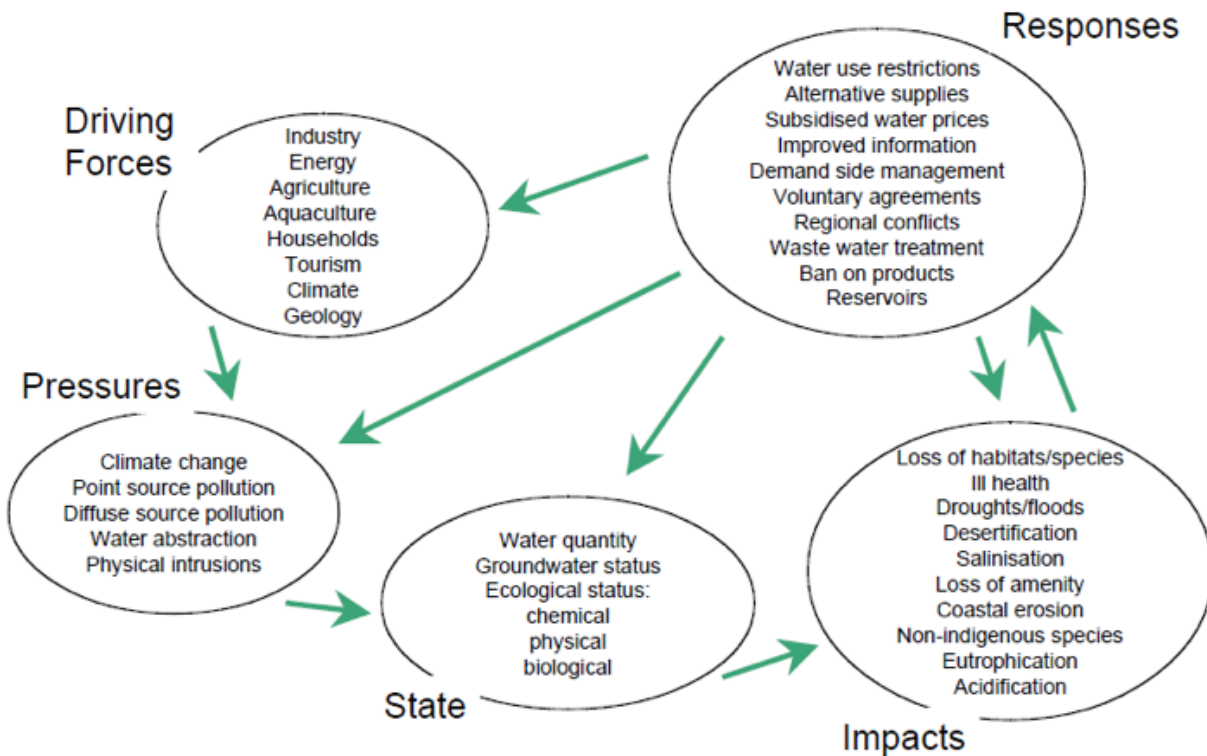 Responses
Water use restrictions
Alternative supplies
Subsidised water prices
Improved information
Demand side management
Voluntary agreements
Regional conflicts
Waste water treatment
Ban on products
Reservoirs
Driving
Forces
Industry
Energy
Agriculture
Aquaculture
Households
Tourism
Climate
Geology
Pressures
Climate change
Point source pollution
Diffuse source pollution
Water abstraction
Physical intrusions
Water quantity
Groundwater status
Ecological status:
chemical
physical
biological
State
Loss of habitats/species
Ill health
Droughts/floods
Desertification
Salinisation
Loss of amenity
Coastal erosion
Non-indigenous species
Eutrophication
Acidification
Impacts